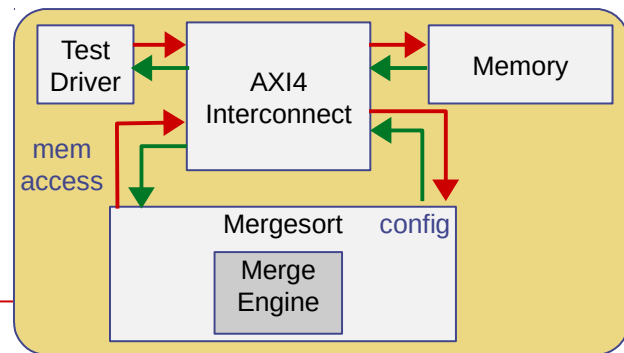 Test
Driver
AXI4
Interconnect
Memory
mem
access
Mergesort
config
Merge
Engine